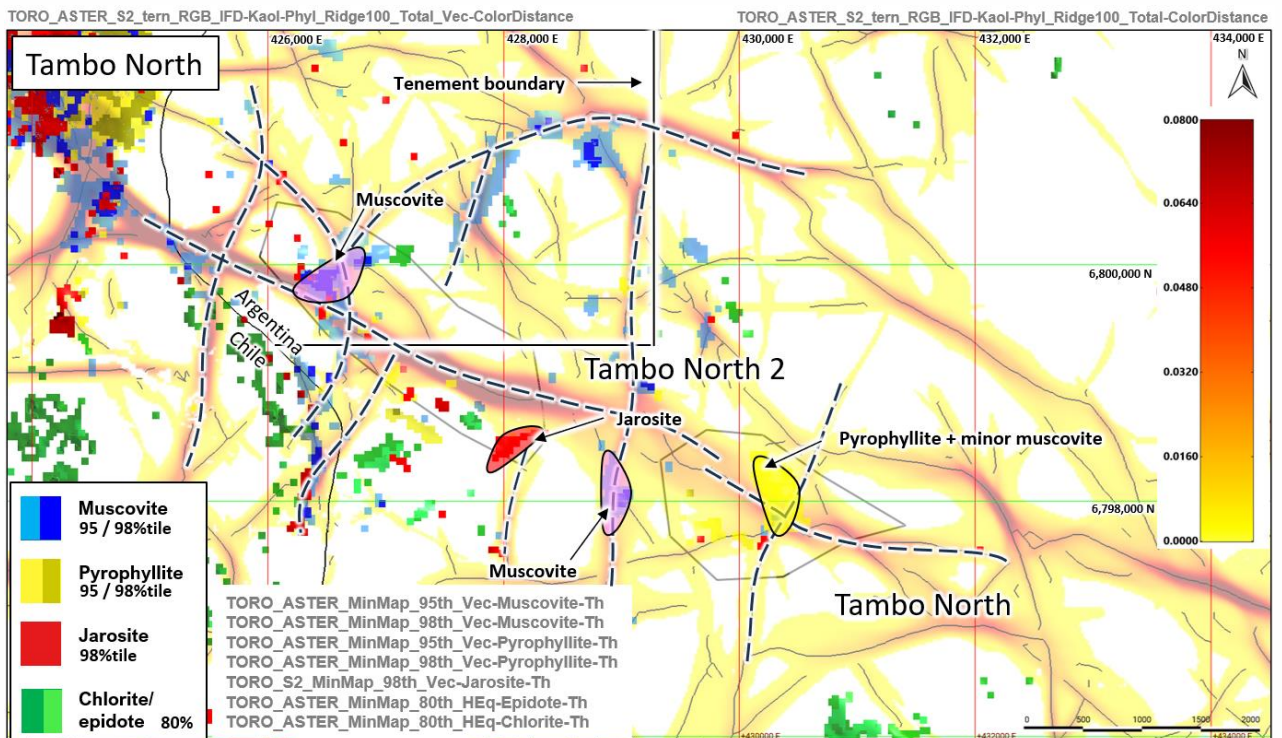 TORO_ASTER_S2_tern_RGB_IFD-Kaol-Phyl_Ridge100_Total_Vec-ColorDistance
TORO_ASTER_S2_tern_RGB_IFD-Kaol-Phyl_Ridge100_Total-ColorDistance
Tambo North
426,000 E
428,000 E
430,000 E
432,000 E
434,000 E
N
Tenement boundary
0.0800
0.0640
0.0480
0.0320
0.0160
0.0000
Muscovite
6,800,000 N
Argentina
Chile
Tambo North 2
Jarosite
Pyrophyllite + minor muscovite
6,798,000 N
Muscovite
Tambo North
Muscovite
95 / 98%tile
Pyrophyllite
95 / 98%tile
Jarosite
98%tile
Chlorite/
epidote 80%
TORO_ASTER_MinMap_95th_Vec-Muscovite-Th
TORO_ASTER_MinMap_98th_Vec-Muscovite-Th
TORO_ASTER_MinMap_95th_Vec-Pyrophyllite-Th
TORO_ASTER_MinMap_98th_Vec-Pyrophyllite-Th
TORO_S2_MinMap_98th_Vec-Jarosite-Th
TORO_ASTER_MinMap_80th_HEq-Epidote-Th
TORO_ASTER_MinMap_80th_HEq-Chlorite-Th
0 500 1000 1500 2000
+430000 E
+432000 E
+434000 E